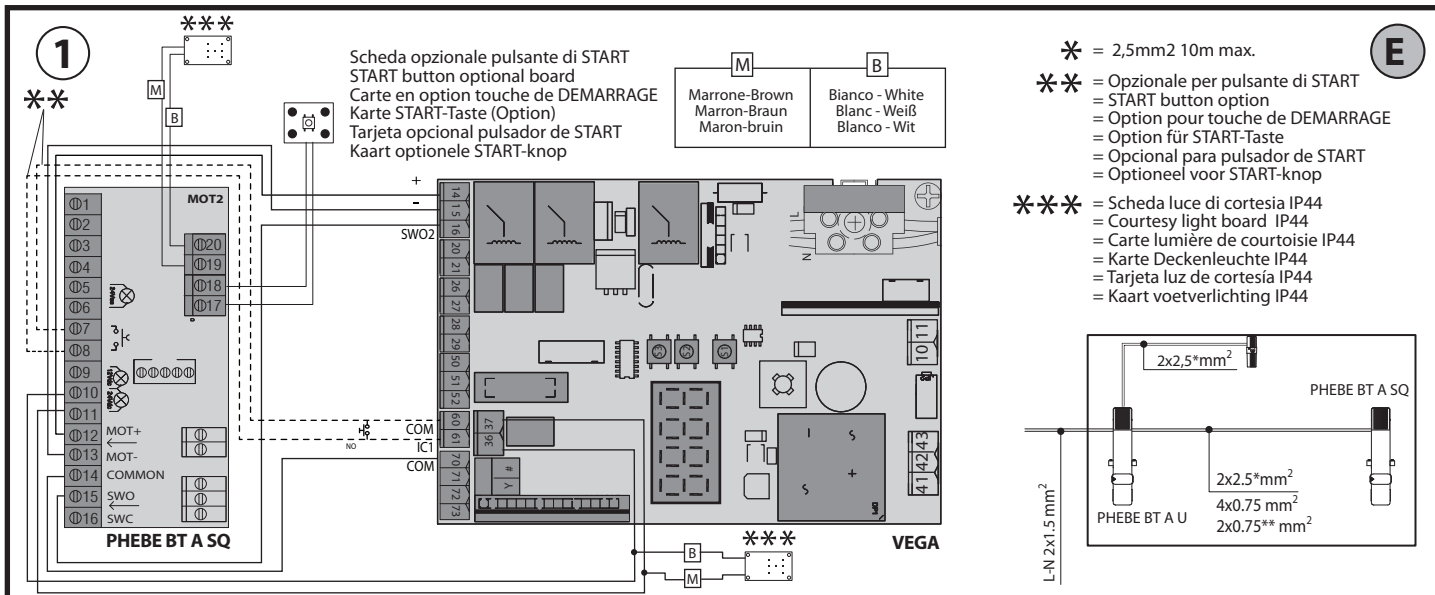 1
***
**
M
B
Scheda opzionale pulsante di START
START button optional board
Carte en option touche de DEMARRAGE
Karte START-Taste (Option)
Tarjeta opcional pulsador de START
Kaart optionele START-knop
M
Marrone-Brown
Marron-Braun
Maron-bruin
B
Bianco - White
Blanc - Weiß
Blanco - Wit
* = 2,5mm2 10m max.
E
** = Opzionale per pulsante di START
= START button option
= Option pour touche de DEMARRAGE
= Option für START-Taste
= Opcional para pulsador de START
= Optioneel voor START-knop
*** = Scheda luce di cortesia IP44
= Courtesy light board IP44
= Carte lumière de courtoisie IP44
= Karte Deckenleuchte IP44
= Tarjeta luz de cortesía IP44
= Kaart voetverlichting IP44
MOT2
1
2
3
4
5
6
7
8
9
10
11
12 MOT+
13 MOT-
14 COMMON
15 SWO
16 SWC
20
19
18
17
24Vac
PHEBE BT A SQ
+
-
SWO2
14
15
16
20
21
26
27
28
29
50
51
52
60
61
70
71
72
73
COM
IC1
COM
NO
37
36
#
Y
L
N
S3
S2
S1
11
10
43
42
41
OP1
VEGA
***
B
M
2x2,5*mm²
PHEBE BT A SQ
PHEBE BT A U
2x2.5*mm²
4x0.75 mm²
2x0.75** mm²
L-N 2x1.5 mm²